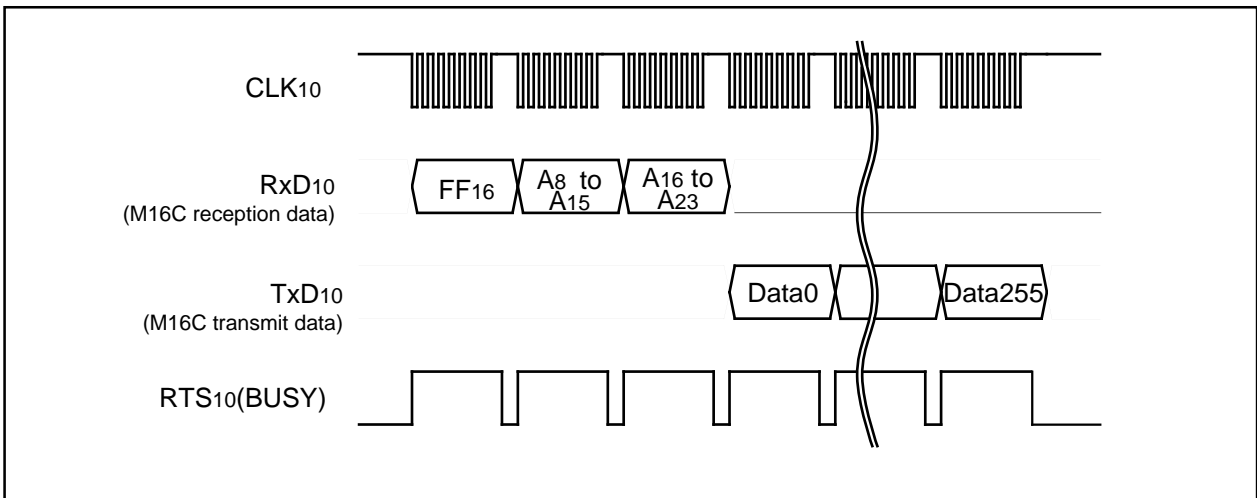 CLK10
RxD10
(M16C reception data)
FF16
A8 to
A15
A16 to
A23
TxD10
(M16C transmit data)
Data0
Data255
RTS10(BUSY)